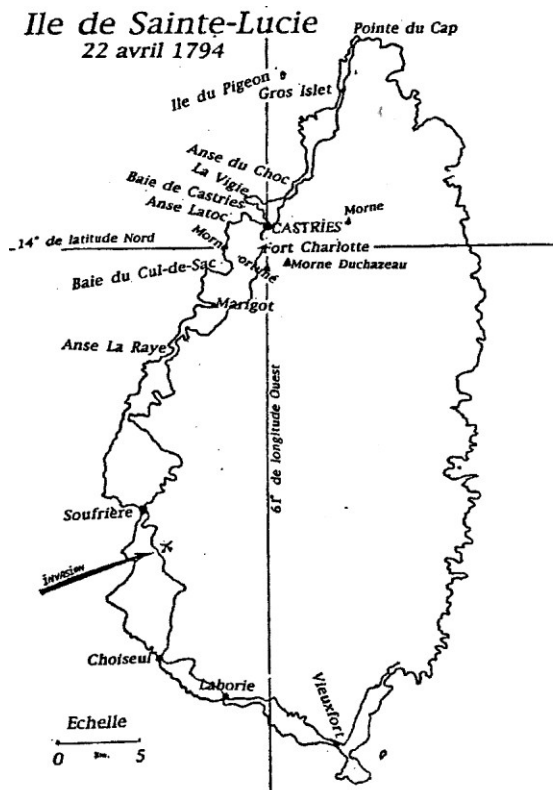 Ile de Sainte-Lucie
22 avril 1794
Pointe du Cap
Ile du Pigeon
Gros Islet
Anse du Choc
La Vigie
Baie de Castries
Anse Latoc
Morne
CASTRIES
14° de latitude Nord
Fort Charlotte
Morne
Morne Duchazeau
Baie du Cul-de-Sac
Marigot
Anse La Raye
61° de longitude Ouest
Soufrière
INVASION
Choiseul
Laborie
Vieuxfort
Echelle
0 5